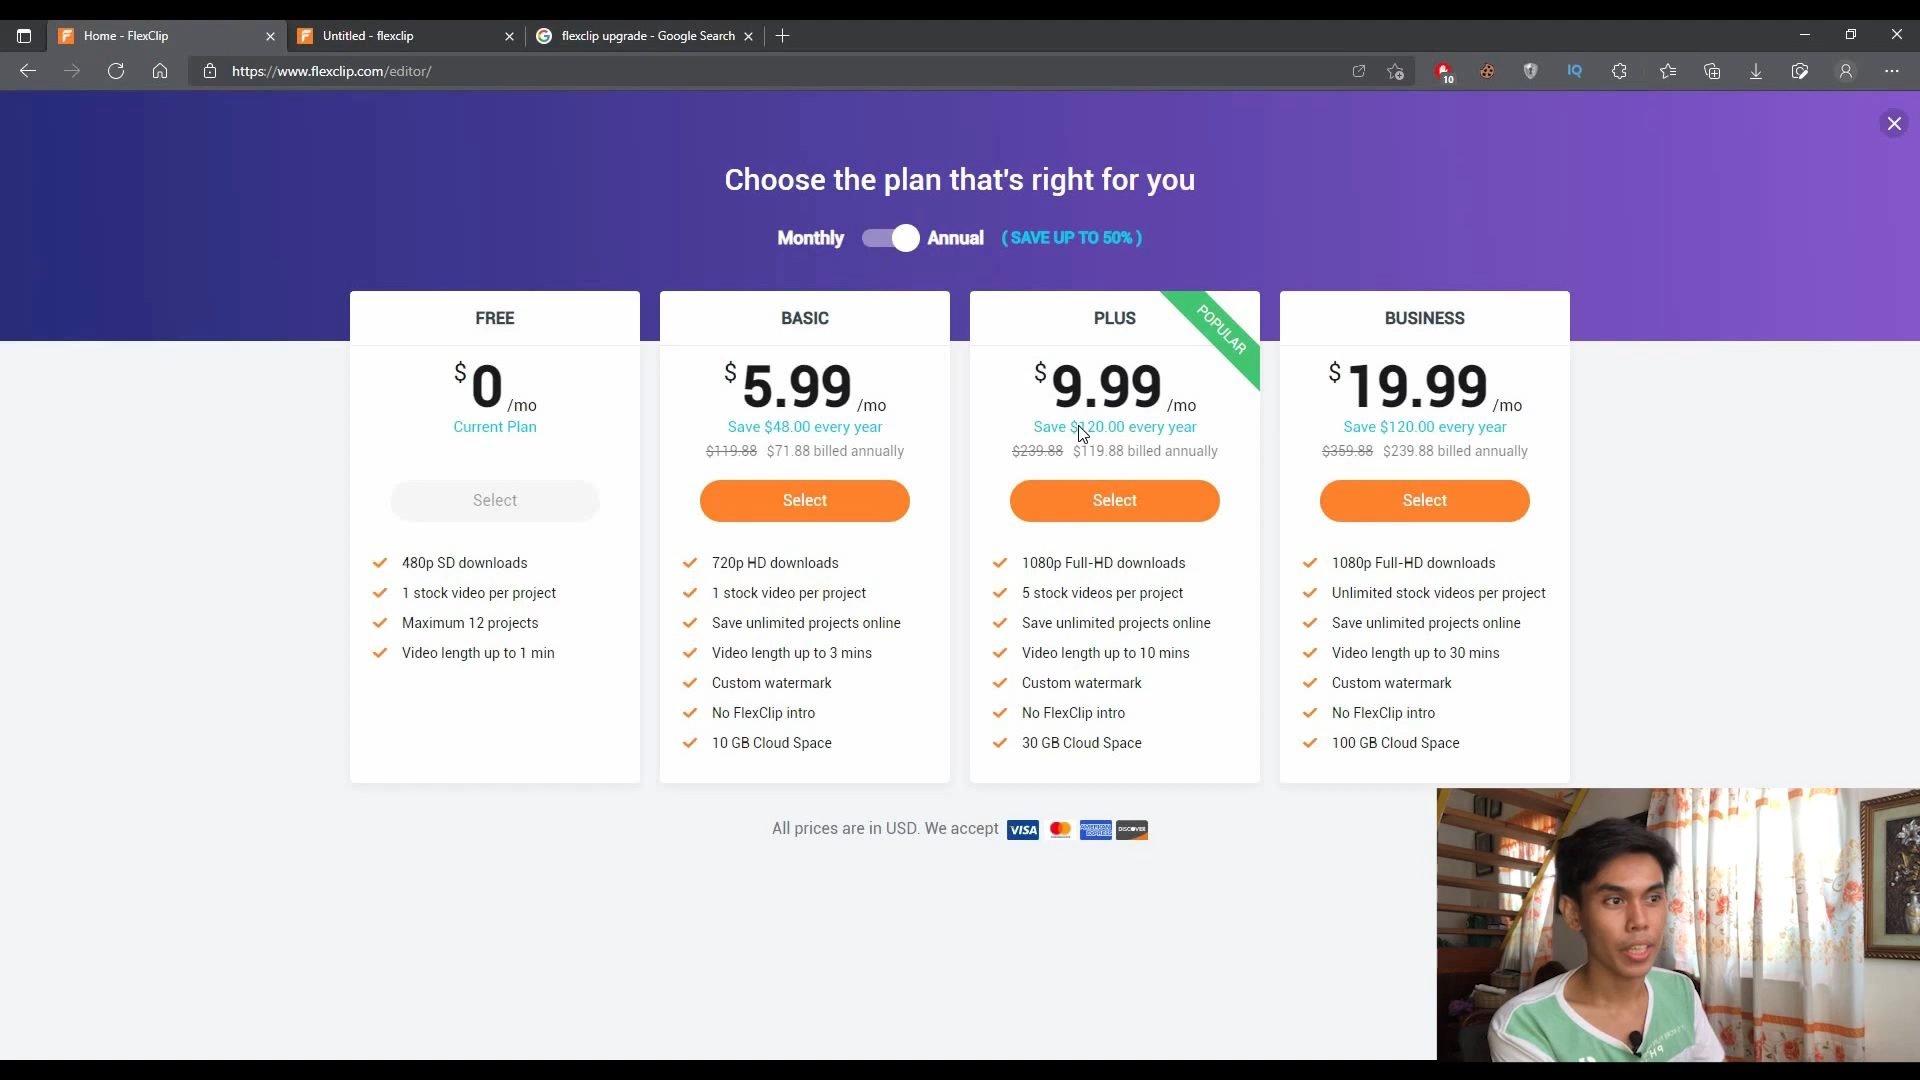 Home - FlexClip
Untitled - flexclip
flexclip upgrade - Google Search
https://www.flexclip.com/editor/
10
IQ
Choose the plan that's right for you
Monthly Annual ( SAVE UP TO 50% )
FREE
$0 /mo
Current Plan
Select
480p SD downloads
1 stock video per project
Maximum 12 projects
Video length up to 1 min
BASIC
$5.99 /mo
Save $48.00 every year
$119.88 $71.88 billed annually
Select
720p HD downloads
1 stock video per project
Save unlimited projects online
Video length up to 3 mins
Custom watermark
No FlexClip intro
10 GB Cloud Space
PLUS
POPULAR
$9.99 /mo
Save $120.00 every year
$239.88 $119.88 billed annually
Select
1080p Full-HD downloads
5 stock videos per project
Save unlimited projects online
Video length up to 10 mins
Custom watermark
No FlexClip intro
30 GB Cloud Space
BUSINESS
$19.99 /mo
Save $120.00 every year
$359.88 $239.88 billed annually
Select
1080p Full-HD downloads
Unlimited stock videos per project
Save unlimited projects online
Video length up to 30 mins
Custom watermark
No FlexClip intro
100 GB Cloud Space
All prices are in USD. We accept VISA AMERICAN EXPRESS DISCOVER